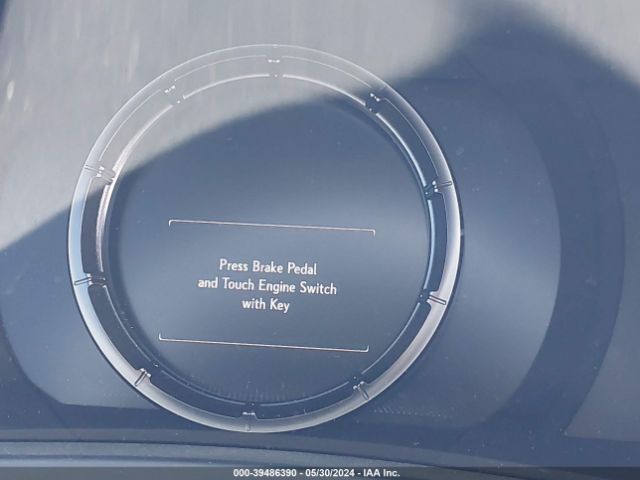 Press Brake Pedal
and Touch Engine Switch
with Key
000-39486390 - 05/30/2024 - IAA Inc.